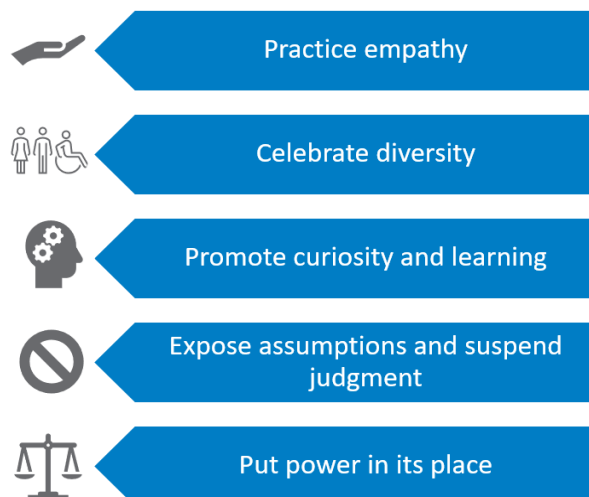 Practice empathy
Celebrate diversity
Promote curiosity and learning
Expose assumptions and suspend
judgment
Put power in its place